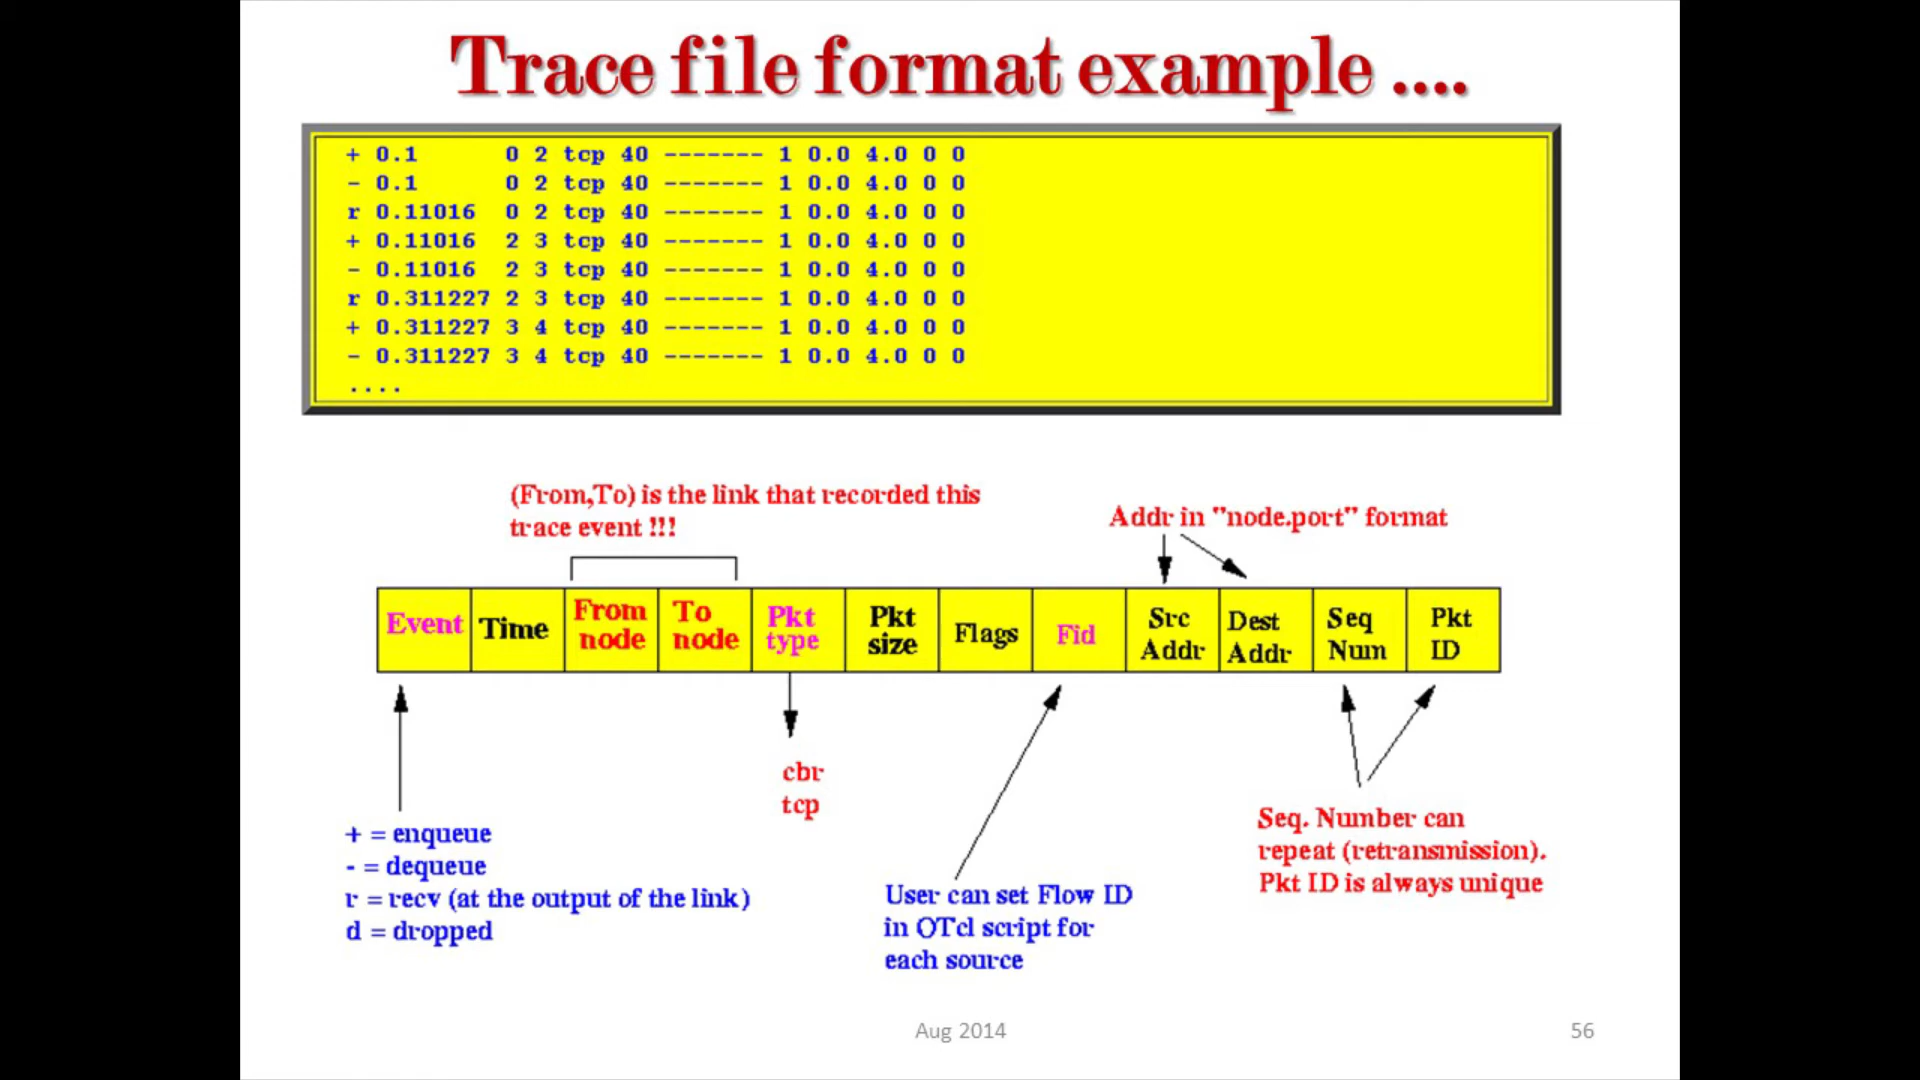 Trace file format example ....
+ 0.1 0 2 tcp 40 ------- 1 0.0 4.0 0 0
- 0.1 0 2 tcp 40 ------- 1 0.0 4.0 0 0
r 0.11016 0 2 tcp 40 ------- 1 0.0 4.0 0 0
+ 0.11016 2 3 tcp 40 ------- 1 0.0 4.0 0 0
- 0.11016 2 3 tcp 40 ------- 1 0.0 4.0 0 0
r 0.311227 2 3 tcp 40 ------- 1 0.0 4.0 0 0
+ 0.311227 3 4 tcp 40 ------- 1 0.0 4.0 0 0
- 0.311227 3 4 tcp 40 ------- 1 0.0 4.0 0 0
....
(From,To) is the link that recorded this
trace event !!!
Addr in "node.port" format
Event
Time
From
node
To
node
Pkt
type
Pkt
size
Flags
Fid
Src
Addr
Dest
Addr
Seq
Num
Pkt
ID
cbr
tcp
+ = enqueue
- = dequeue
r = recv (at the output of the link)
d = dropped
User can set Flow ID
in OTcl script for
each source
Seq. Number can
repeat (retransmission).
Pkt ID is always unique
Aug 2014
56